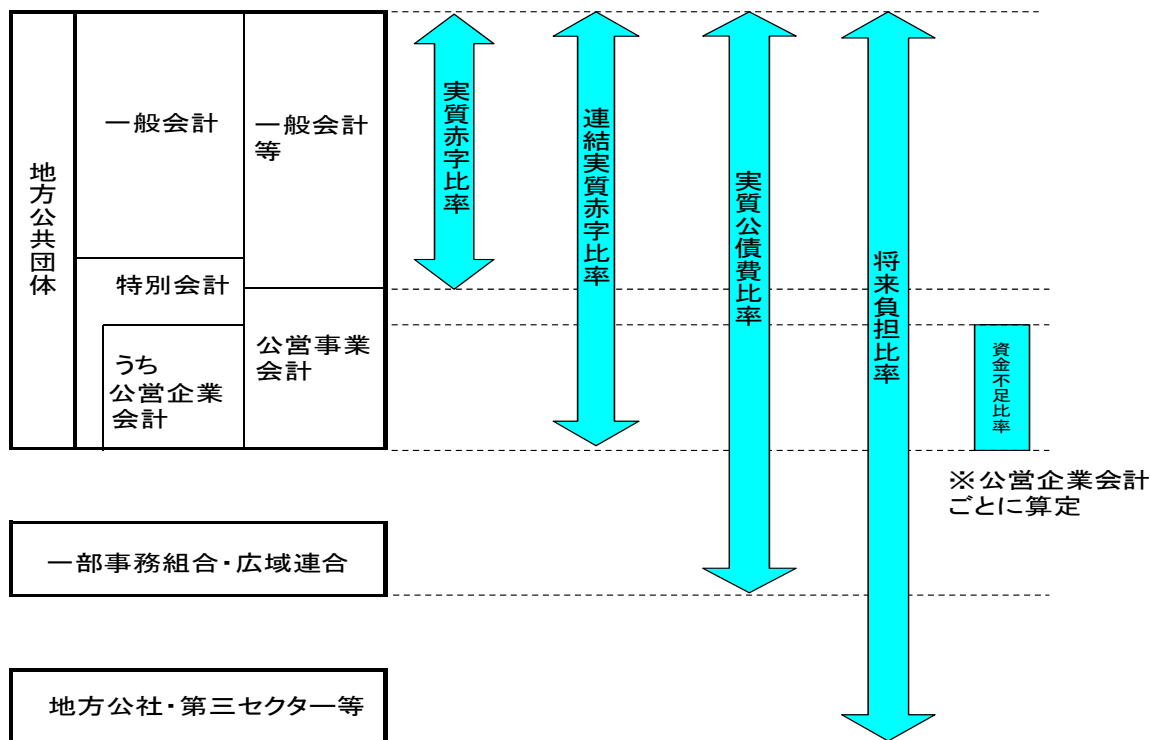 地方公共団体
一般会計
一般会計
等
特別会計
うち
公営企業
会計
公営事業
会計
実質赤字比率
連結実質赤字比率
実質公債費比率
将来負担比率
資金不足比率
※公営企業会計
ごとに算定
一部事務組合・広域連合
地方公社・第三セクター等